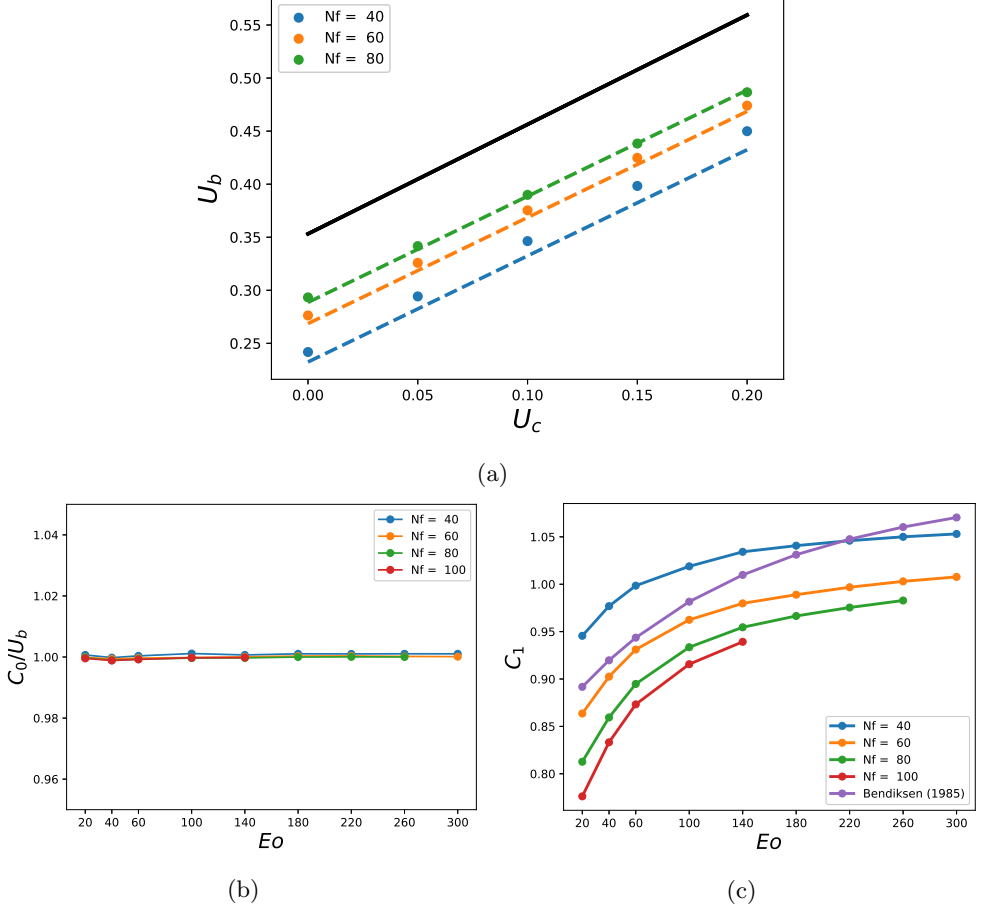 Nf = 40
Nf = 60
Nf = 80
0.55
0.50
0.45
0.40
0.35
0.30
0.25
U_b
0.00 0.05 0.10 0.15 0.20
U_c
(a)
1.04
1.02
1.00
0.98
0.96
C_0/U_b
Nf = 40
Nf = 60
Nf = 80
Nf = 100
20 40 60 100 140 180 220 260 300
Eo
(b)
1.05
1.00
0.95
0.90
0.85
0.80
C_1
Nf = 40
Nf = 60
Nf = 80
Nf = 100
Bendiksen (1985)
20 40 60 100 140 180 220 260 300
Eo
(c)